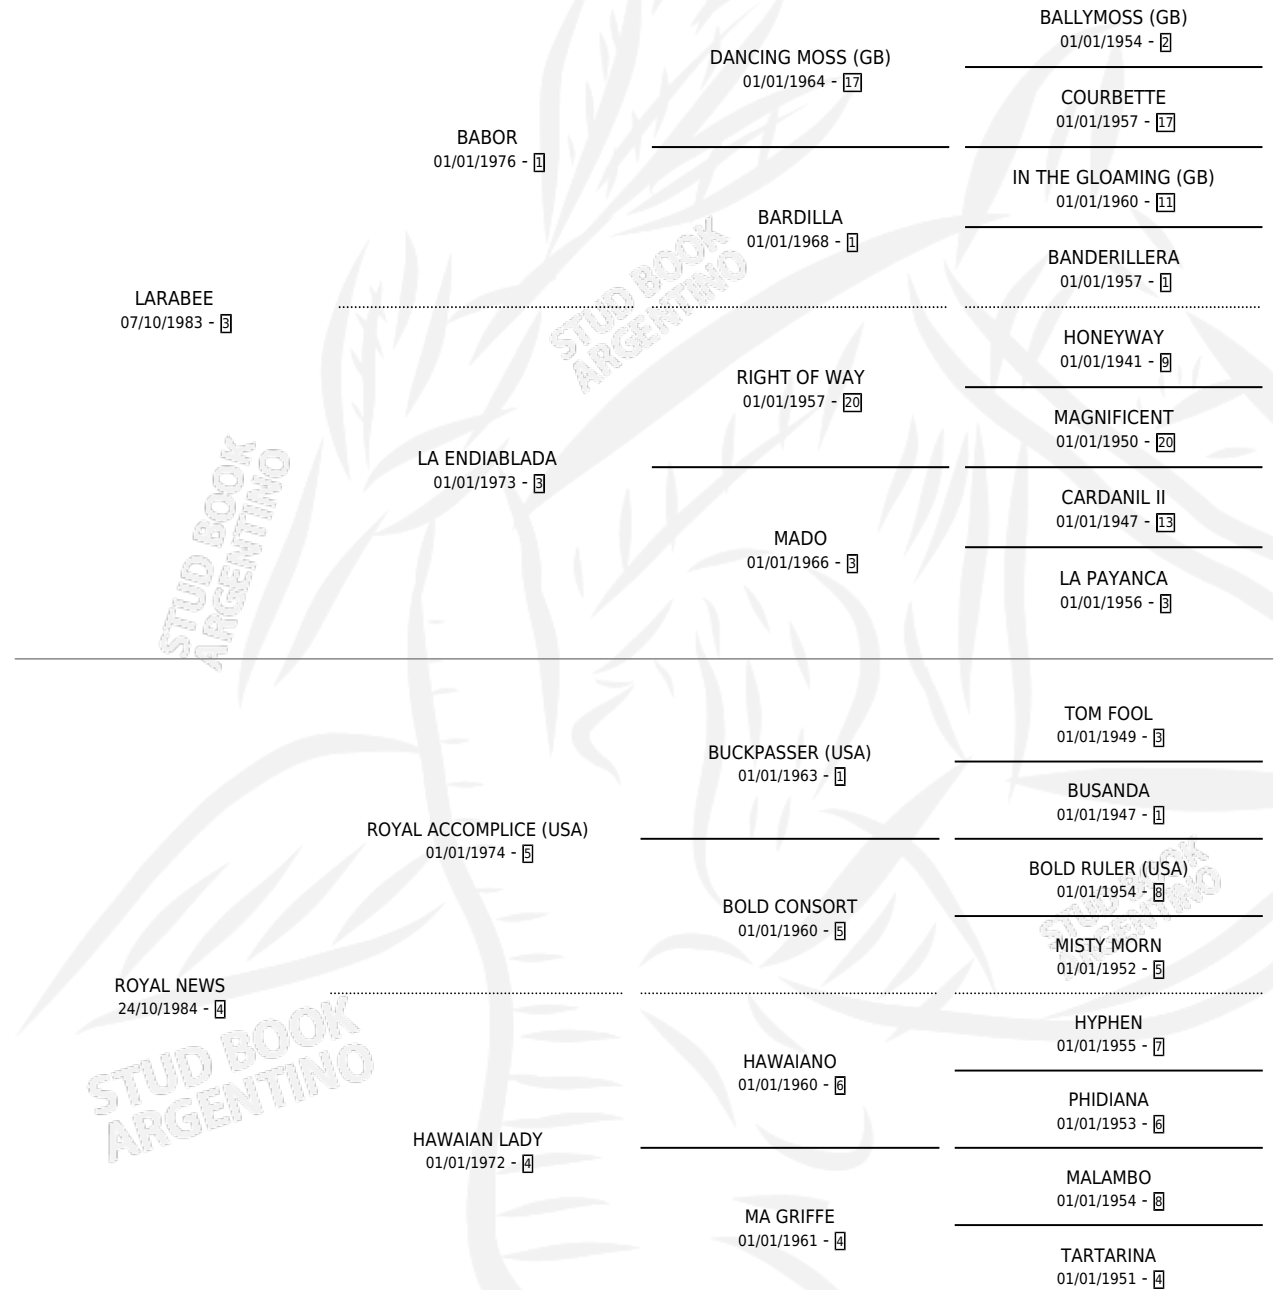 BALLYMOSS (GB)
01/01/1954 - 2
DANCING MOSS (GB)
01/01/1964 - 17
COURBETTE
01/01/1957 - 17
BABOR
01/01/1976 - 1
IN THE GLOAMING (GB)
01/01/1960 - 11
BARDILLA
01/01/1968 - 1
BANDERILLERA
01/01/1957 - 1
LARABEE
07/10/1983 - 3
HONEYWAY
01/01/1941 - 9
RIGHT OF WAY
01/01/1957 - 20
MAGNIFICENT
01/01/1950 - 20
LA ENDIABLADA
01/01/1973 - 3
CARDANIL II
01/01/1947 - 13
MADO
01/01/1966 - 3
LA PAYANCA
01/01/1956 - 3
TOM FOOL
01/01/1949 - 3
BUCKPASSER (USA)
01/01/1963 - 1
BUSANDA
01/01/1947 - 1
ROYAL ACCOMPLICE (USA)
01/01/1974 - 5
BOLD RULER (USA)
01/01/1954 - 8
BOLD CONSORT
01/01/1960 - 5
MISTY MORN
01/01/1952 - 5
ROYAL NEWS
24/10/1984 - 4
HYPHEN
01/01/1955 - 7
HAWAIANO
01/01/1960 - 6
PHIDIANA
01/01/1953 - 6
HAWAIAN LADY
01/01/1972 - 4
MALAMBO
01/01/1954 - 8
MA GRIFFE
01/01/1961 - 4
TARTARINA
01/01/1951 - 4
STUD BOOK
ARGENTINO
STUD BOOK
ARGENTINO
STUD BOOK
ARGENTINO
STUD BOOK
ARGENTINO